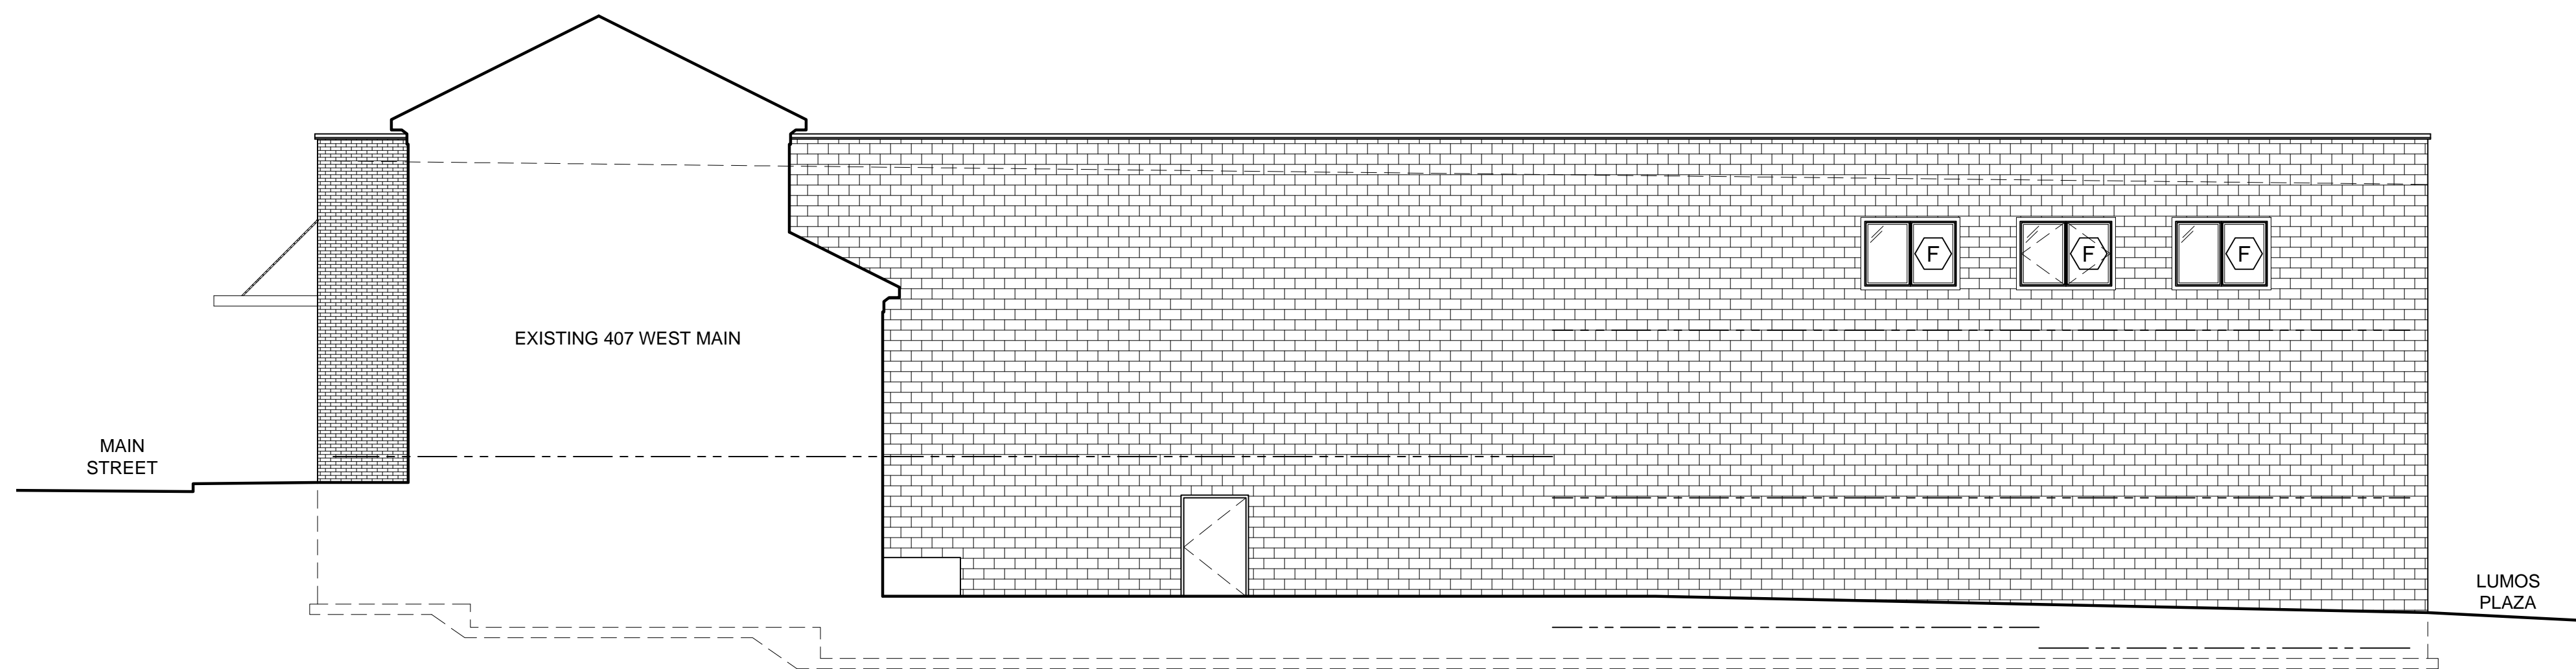 F
F
F
EXISTING 407 WEST MAIN
MAIN
STREET
LUMOS
PLAZA